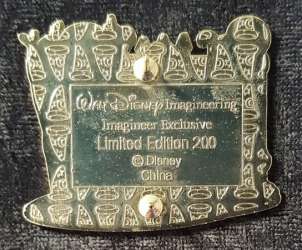 Walt Disney Imagineering
Imagineer Exclusive
Limited Edition 200
© Disney
China